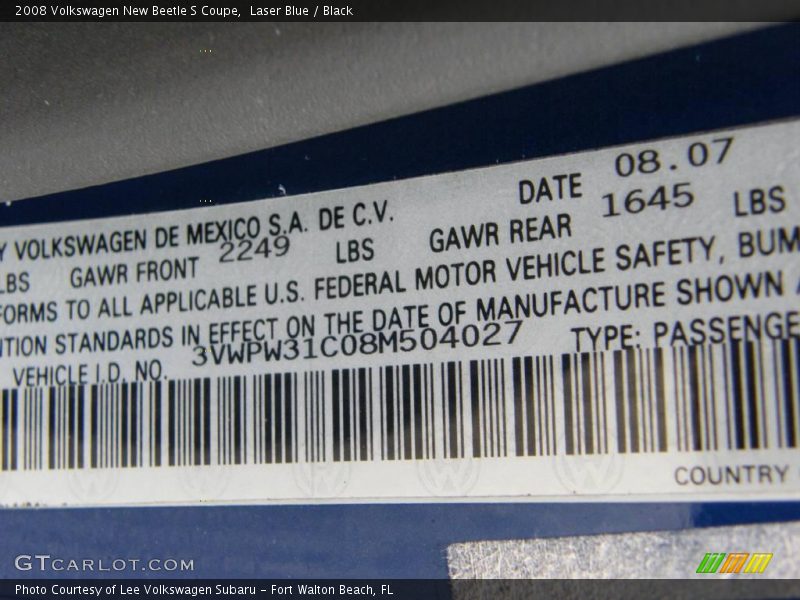 2008 Volkswagen New Beetle S Coupe,  Laser Blue / Black
DATE 08.07
Y VOLKSWAGEN DE MEXICO S.A. DE C.V.
LBS GAWR FRONT 2249 LBS GAWR REAR 1645 LBS
FORMS TO ALL APPLICABLE U.S. FEDERAL MOTOR VEHICLE SAFETY, BUM
TION STANDARDS IN EFFECT ON THE DATE OF MANUFACTURE SHOWN A
VEHICLE I.D. NO. 3VWPW31C08M504027 TYPE: PASSENGE
COUNTRY
GTCARLOT.COM
Photo Courtesy of Lee Volkswagen Subaru - Fort Walton Beach, FL